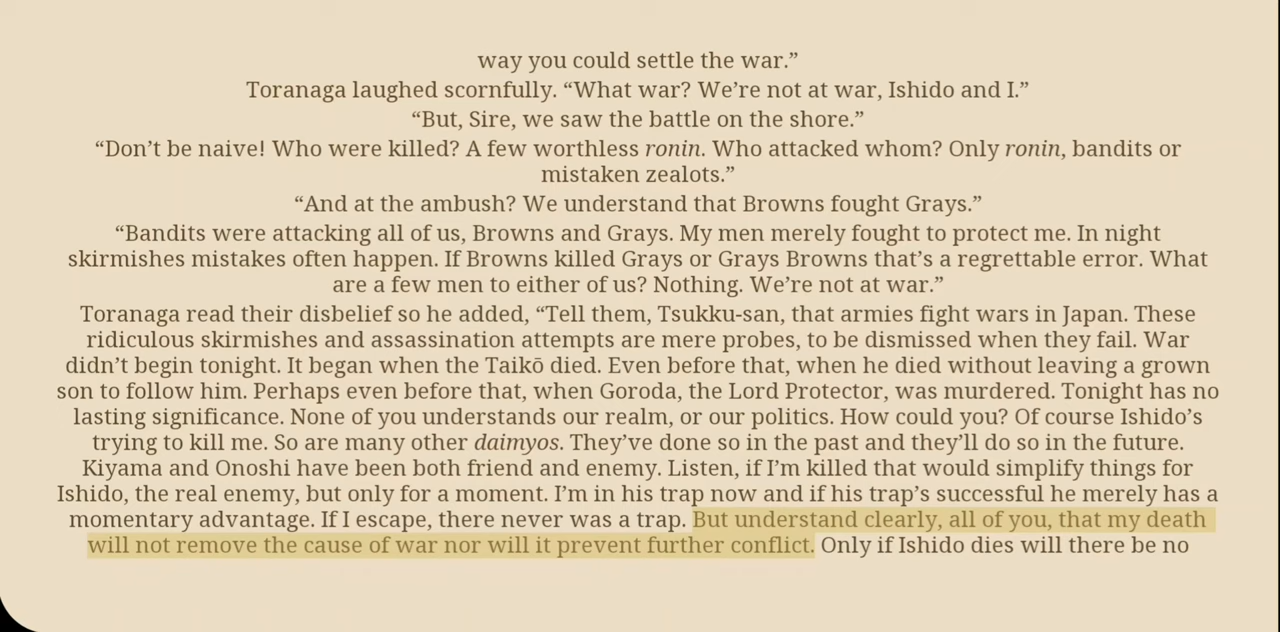 way you could settle the war.”
Toranaga laughed scornfully. “What war? We’re not at war, Ishido and I.”
“But, Sire, we saw the battle on the shore.”
“Don’t be naive! Who were killed? A few worthless ronin. Who attacked whom? Only ronin, bandits or
mistaken zealots.”
“And at the ambush? We understand that Browns fought Grays.”
“Bandits were attacking all of us, Browns and Grays. My men merely fought to protect me. In night
skirmishes mistakes often happen. If Browns killed Grays or Grays Browns that’s a regrettable error. What
are a few men to either of us? Nothing. We’re not at war.”
Toranaga read their disbelief so he added, “Tell them, Tsukku-san, that armies fight wars in Japan. These
ridiculous skirmishes and assassination attempts are mere probes, to be dismissed when they fail. War
didn’t begin tonight. It began when the Taikō died. Even before that, when he died without leaving a grown
son to follow him. Perhaps even before that, when Goroda, the Lord Protector, was murdered. Tonight has no
lasting significance. None of you understands our realm, or our politics. How could you? Of course Ishido’s
trying to kill me. So are many other daimyos. They’ve done so in the past and they’ll do so in the future.
Kiyama and Onoshi have been both friend and enemy. Listen, if I’m killed that would simplify things for
Ishido, the real enemy, but only for a moment. I’m in his trap now and if his trap’s successful he merely has a
momentary advantage. If I escape, there never was a trap. But understand clearly, all of you, that my death
will not remove the cause of war nor will it prevent further conflict. Only if Ishido dies will there be no